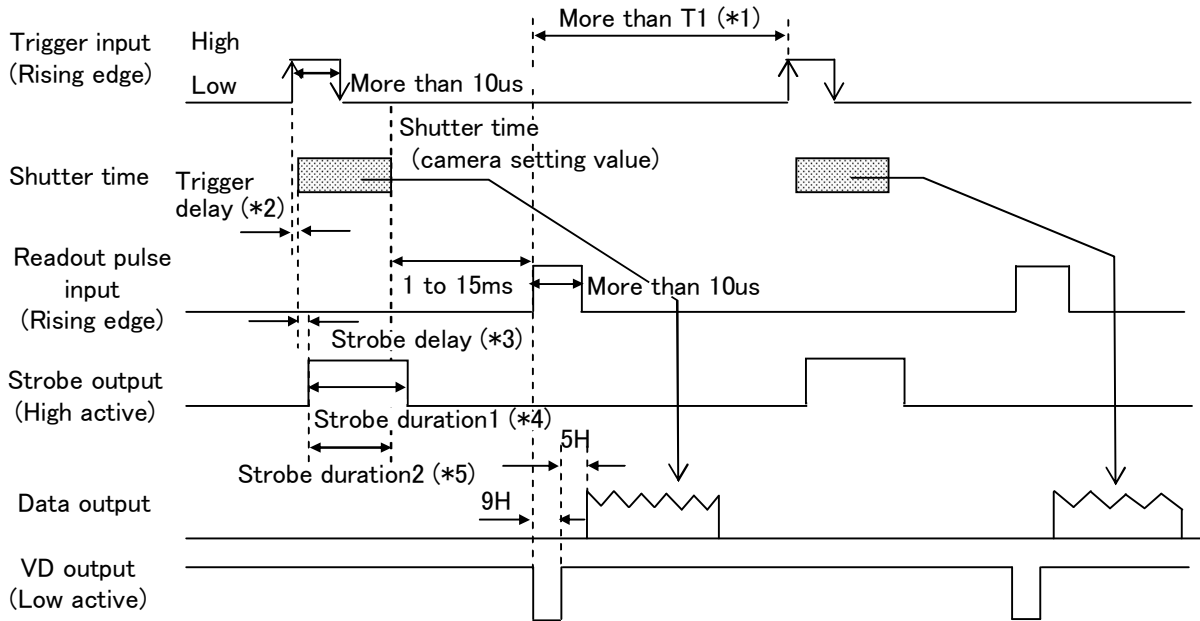 More than T1 (*1)
Trigger input
(Rising edge)
High
Low
More than 10us
Shutter time
(camera setting value)
Shutter time
Trigger
delay (*2)
Readout pulse
input
(Rising edge)
1 to 15ms
More than 10us
Strobe delay (*3)
Strobe output
(High active)
Strobe duration1 (*4)
5H
Strobe duration2 (*5)
9H
Data output
VD output
(Low active)